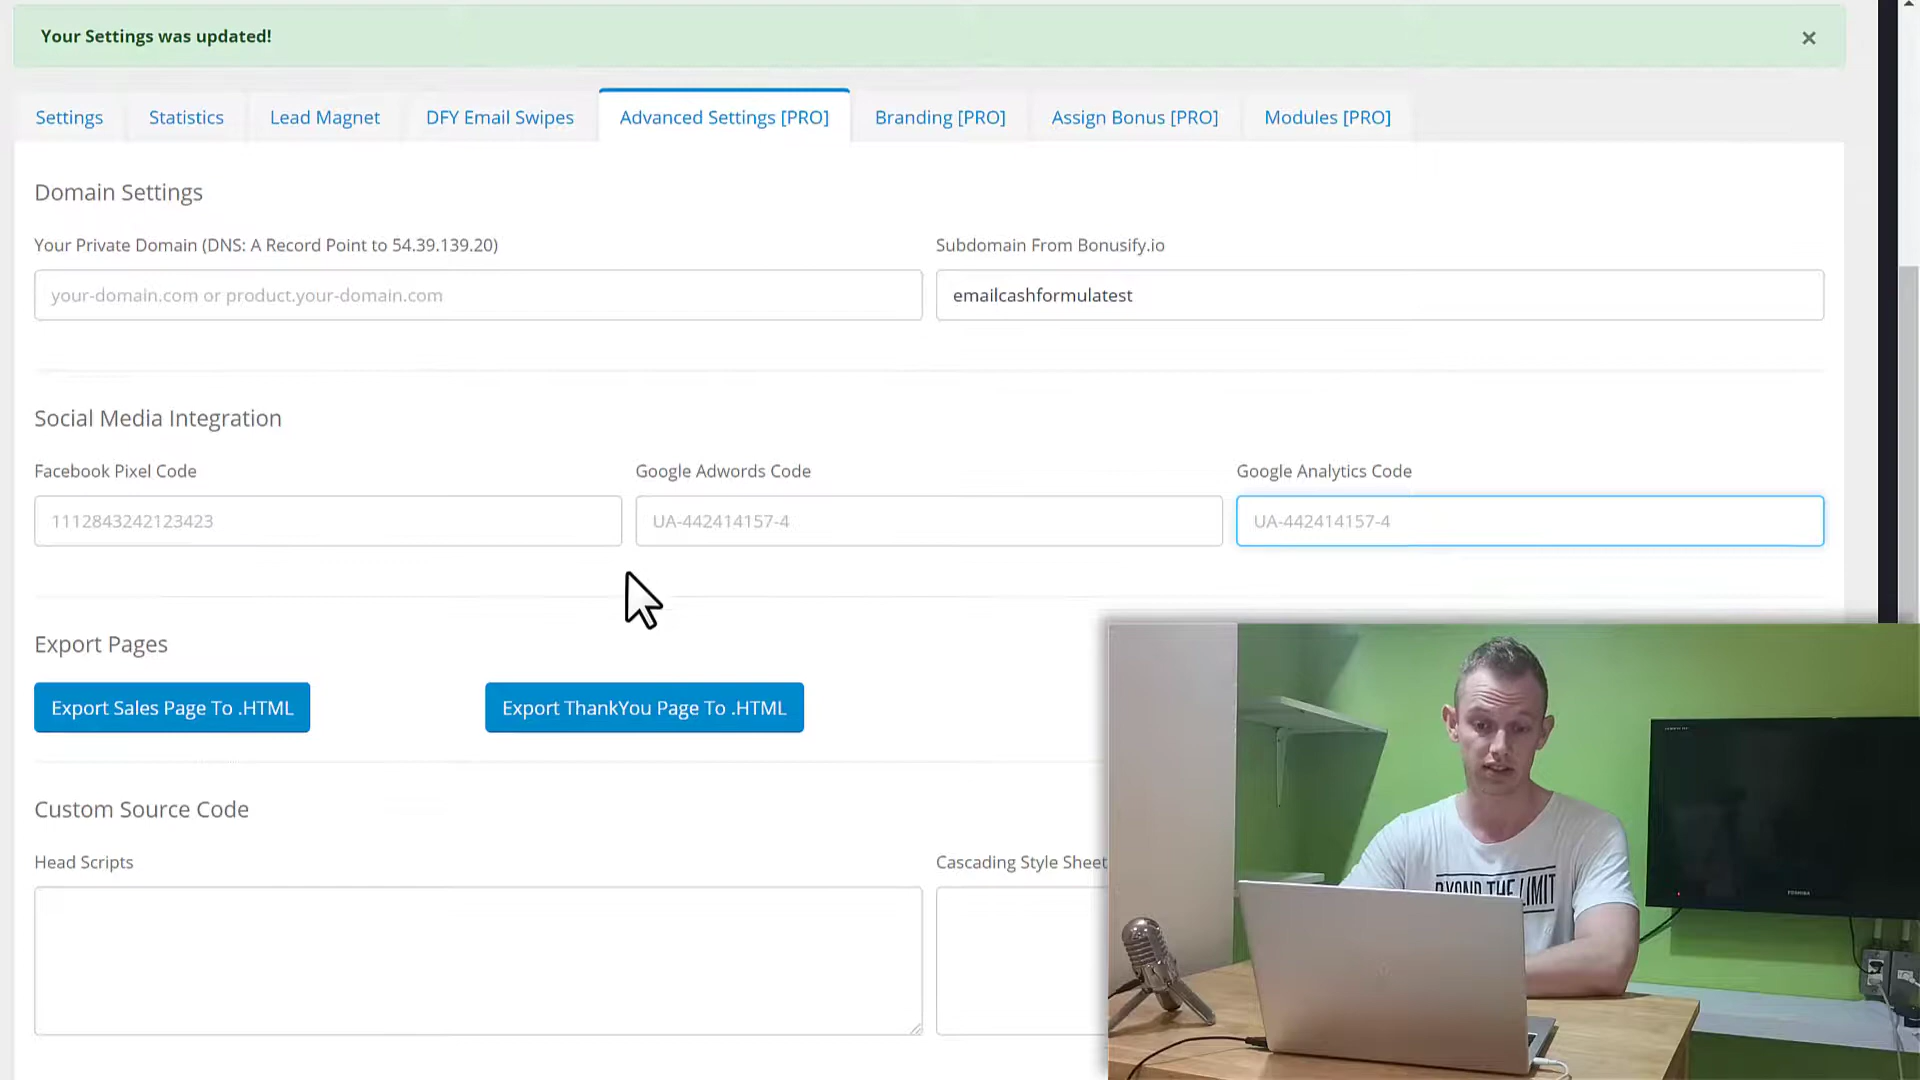 Your Settings was updated!
×
Settings
Statistics
Lead Magnet
DFY Email Swipes
Advanced Settings [PRO]
Branding [PRO]
Assign Bonus [PRO]
Modules [PRO]
Domain Settings
Your Private Domain (DNS: A Record Point to 54.39.139.20)
Subdomain From Bonusify.io
your-domain.com or product.your-domain.com
emailcashformulatest
Social Media Integration
Facebook Pixel Code
Google Adwords Code
Google Analytics Code
1112843242123423
UA-442414157-4
UA-442414157-4
Export Pages
Export Sales Page To .HTML
Export ThankYou Page To .HTML
Custom Source Code
Head Scripts
Cascading Style Sheet
BEYOND THE LIMIT
TOSHIBA